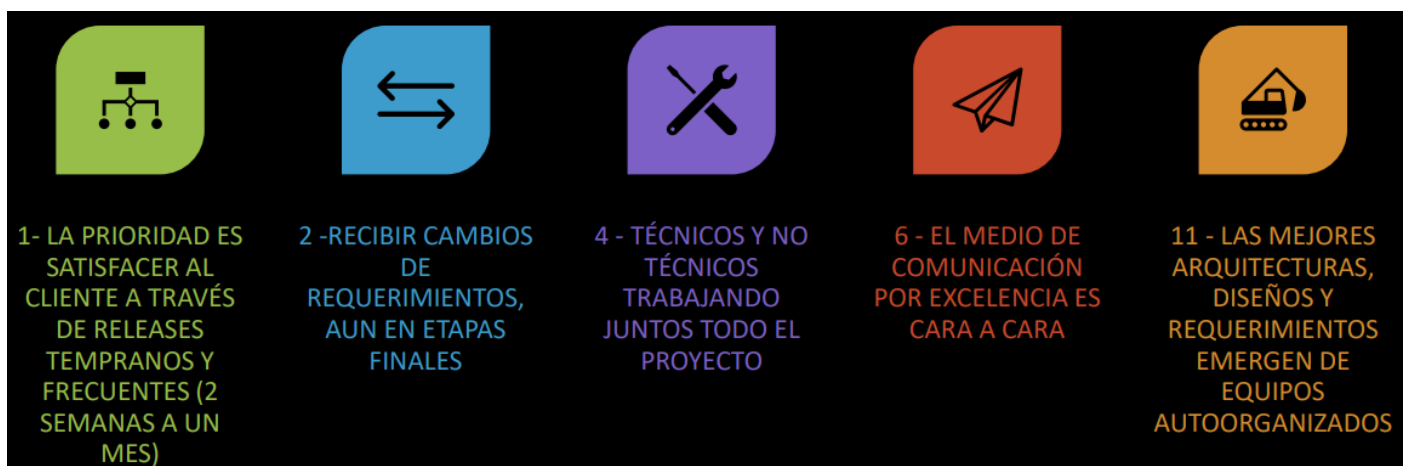 1- LA PRIORIDAD ES
SATISFACER AL
CLIENTE A TRAVÉS
DE RELEASES
TEMPRANOS Y
FRECUENTES (2
SEMANAS A UN
MES)
2 -RECIBIR CAMBIOS
DE
REQUERIMIENTOS,
AUN EN ETAPAS
FINALES
4 - TÉCNICOS Y NO
TÉCNICOS
TRABAJANDO
JUNTOS TODO EL
PROYECTO
6 - EL MEDIO DE
COMUNICACIÓN
POR EXCELENCIA ES
CARA A CARA
11 - LAS MEJORES
ARQUITECTURAS,
DISEÑOS Y
REQUERIMIENTOS
EMERGEN DE
EQUIPOS
AUTOORGANIZADOS